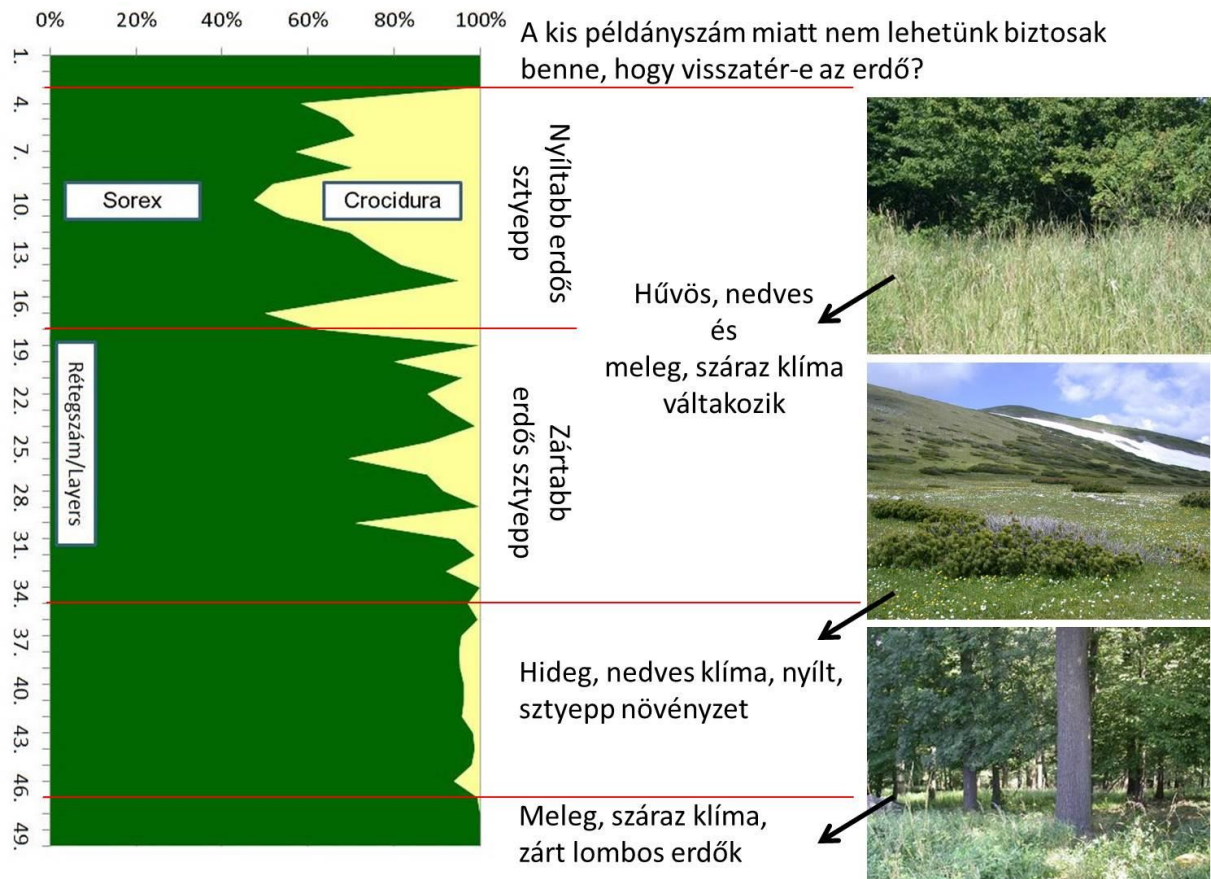 0% 20% 40% 60% 80% 100%
A kis példányszám miatt nem lehetünk biztosak
benne, hogy visszatér-e az erdő?
1.
4.
7.
10.
13.
16.
19.
22.
25.
28.
31.
34.
37.
40.
43.
46.
49.
Sorex
Crocidura
Rétegszám/Layers
Nyíltabb erdős
sztyepp
Zártabb
erdős sztyepp
Hűvös, nedves
és
meleg, száraz klíma
váltakozik
Hideg, nedves klíma, nyílt,
sztyepp növényzet
Meleg, száraz klíma,
zárt lombos erdők